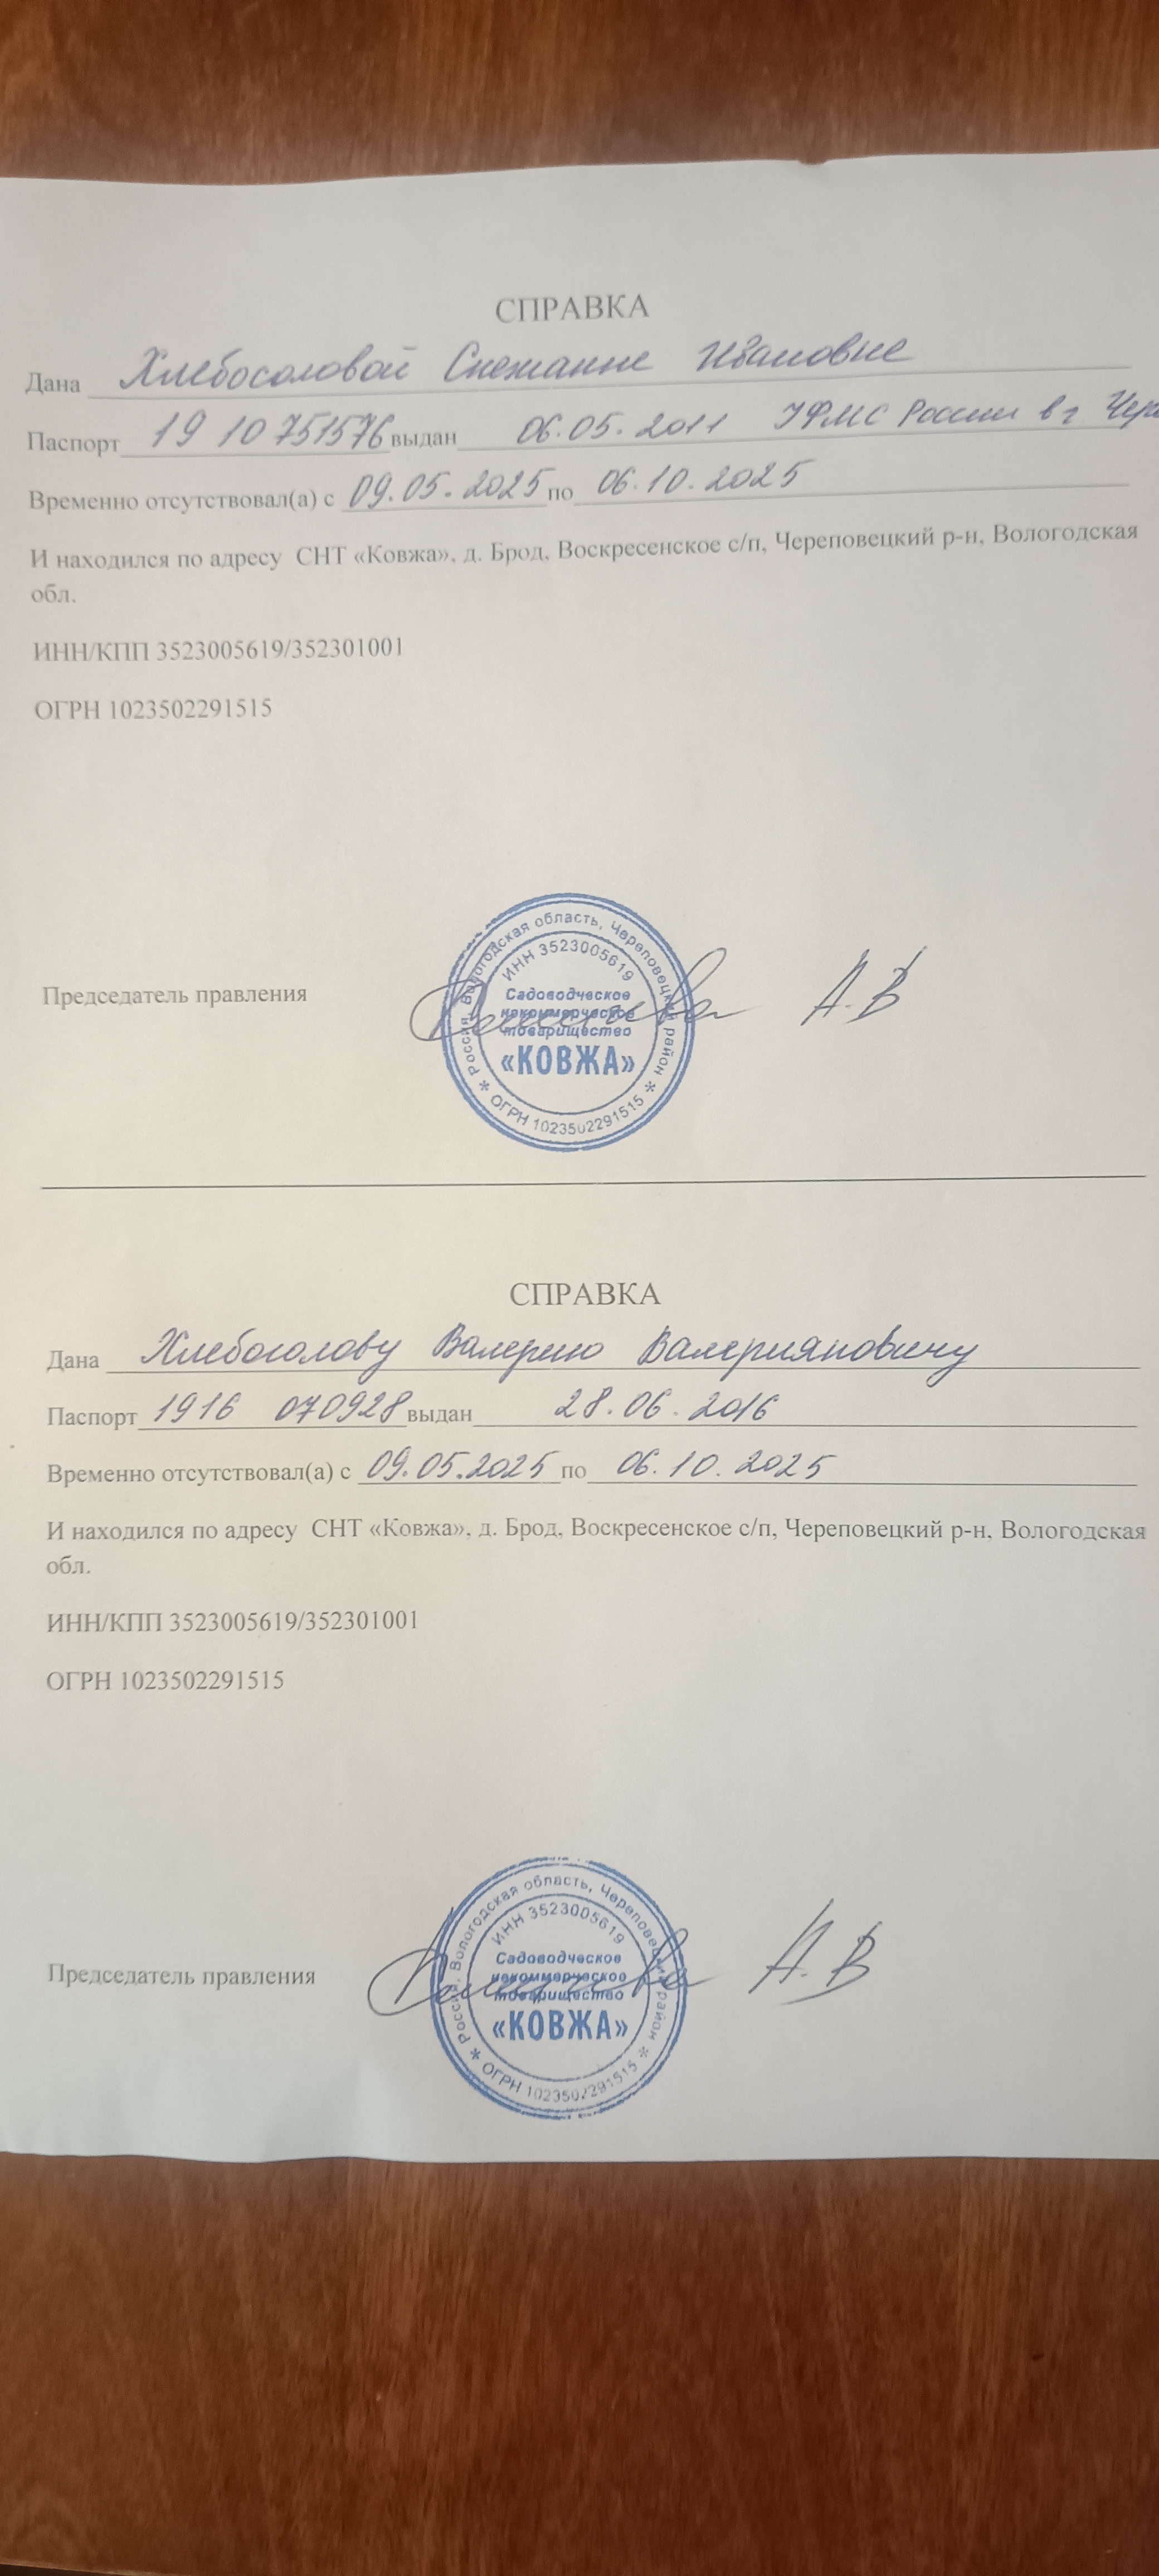 СПРАВКА
Дана Хлебосоловой Снежанне Ивановне
Паспорт 19 10 751576 выдан 06.05.2011 УФМС России в г. Чер
Временно отсутствовал(а) с 09.05.2025 по 06.10.2025
И находился по адресу СНТ «Ковжа», д. Брод, Воскресенское с/п, Череповецкий р-н, Вологодская
обл.
ИНН/КПП 3523005619/352301001
ОГРН 1023502291515
Россия, Вологодская область, Череповецкий район
ИНН 3523005619
Садоводческое
некоммерческое
товарищество
«КОВЖА»
* ОГРН 1023502291515 *
Председатель правления А.В
СПРАВКА
Дана Хлебосолову Валерию Валерияновичу
Паспорт 1916 070928 выдан 28.06.2016
Временно отсутствовал(а) с 09.05.2025 по 06.10.2025
И находился по адресу СНТ «Ковжа», д. Брод, Воскресенское с/п, Череповецкий р-н, Вологодская
обл.
ИНН/КПП 3523005619/352301001
ОГРН 1023502291515
Россия, Вологодская область, Череповецкий район
ИНН 3523005619
Садоводческое
некоммерческое
товарищество
«КОВЖА»
* ОГРН 1023502291515 *
Председатель правления А.В